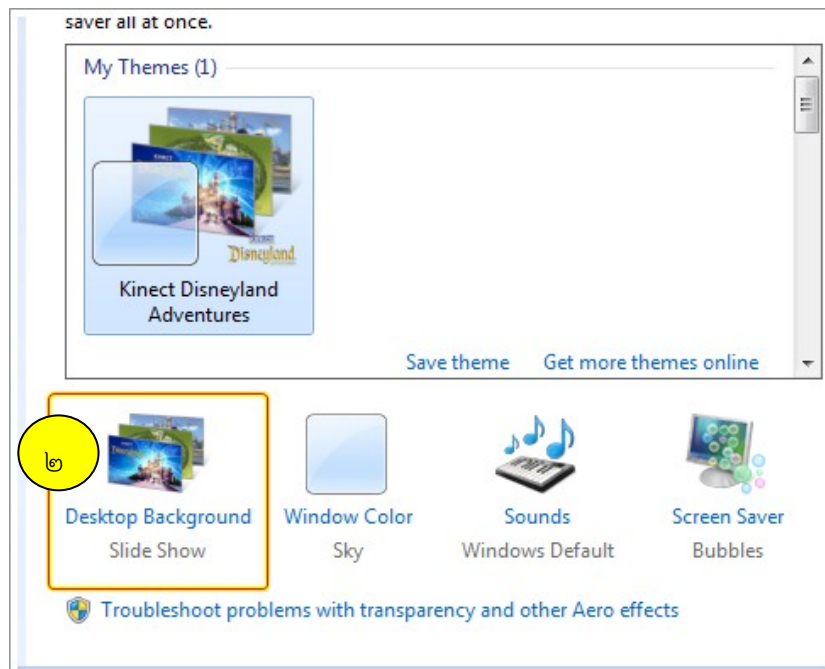 saver all at once.
My Themes (1)
Disneyland
Kinect Disneyland
Adventures
Save theme Get more themes online
๒
Desktop Background Window Color Sounds Screen Saver
Slide Show Sky Windows Default Bubbles
Troubleshoot problems with transparency and other Aero effects